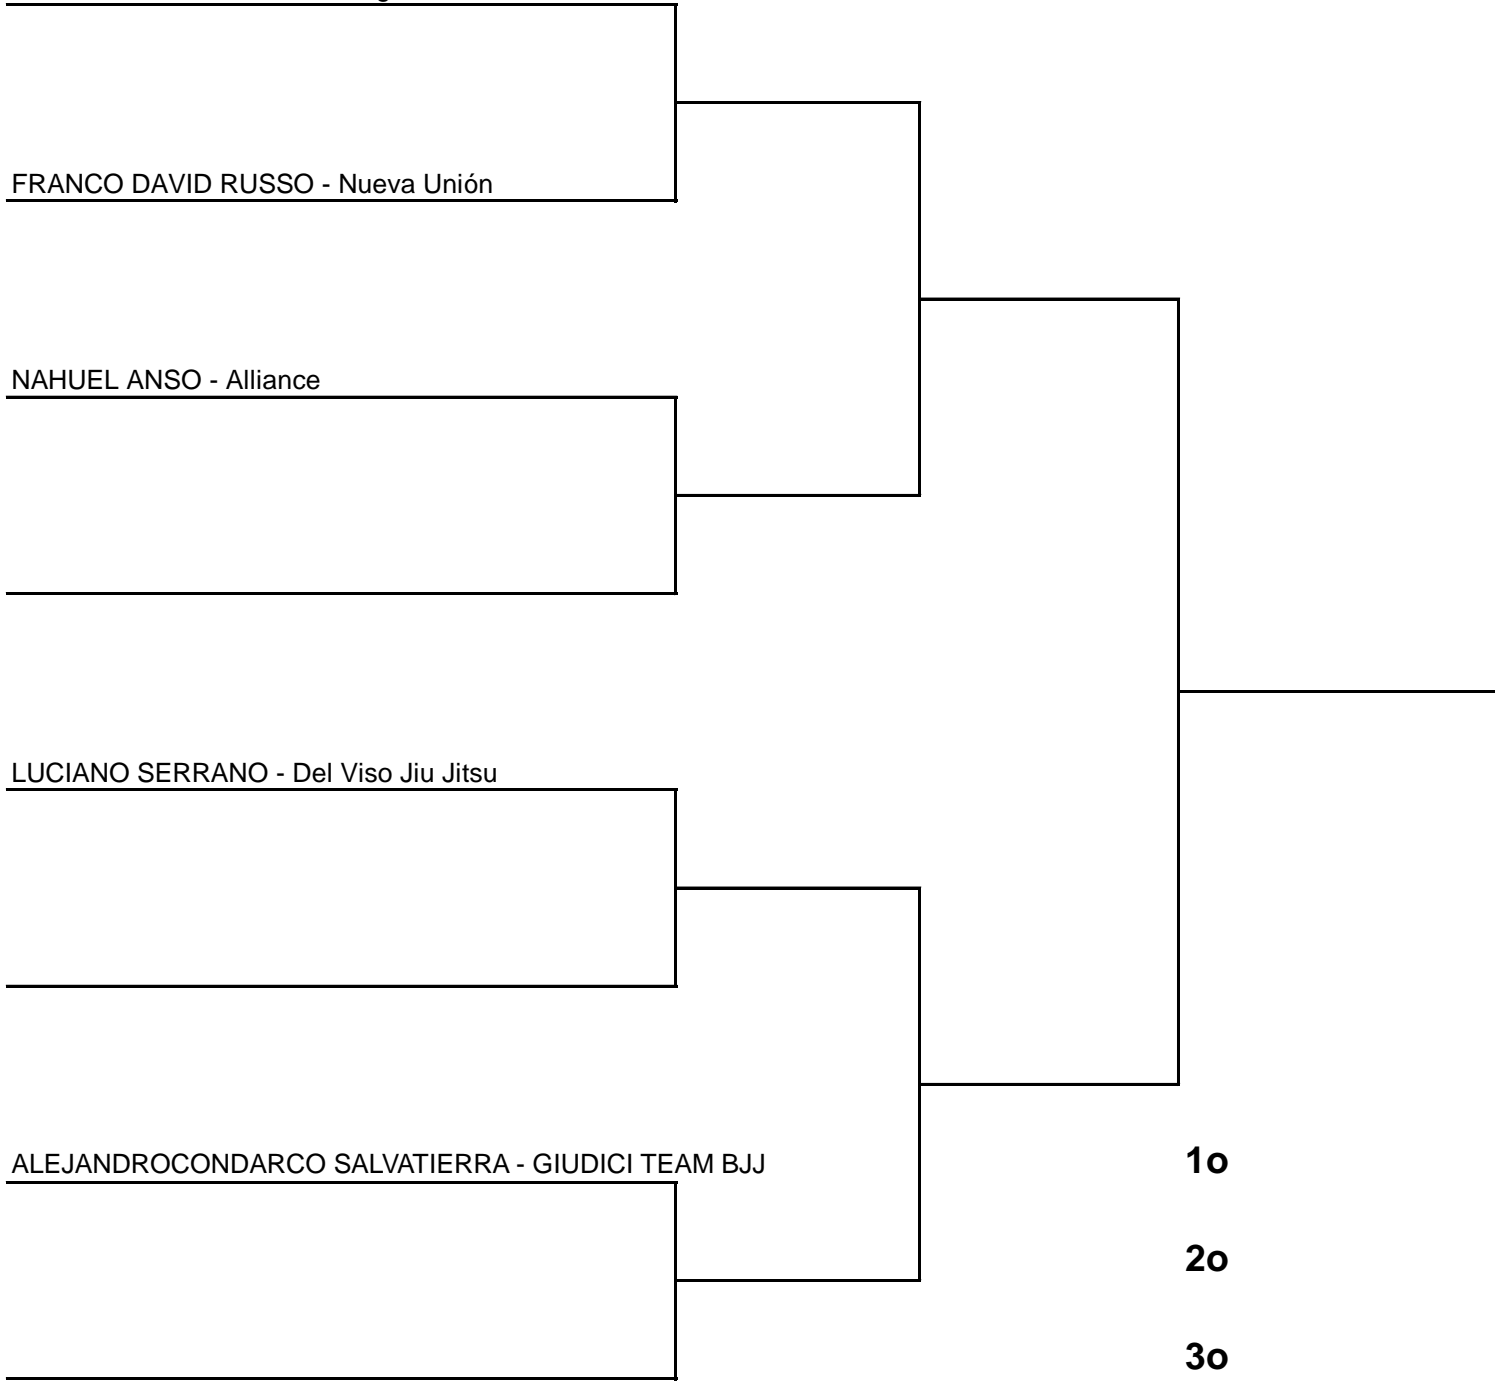 FRANCO DAVID RUSSO - Nueva Unión
NAHUEL ANSO - Alliance
LUCIANO SERRANO - Del Viso Jiu Jitsu
ALEJANDROCONDARCO SALVATIERRA - GIUDICI TEAM BJJ
1o
2o
3o